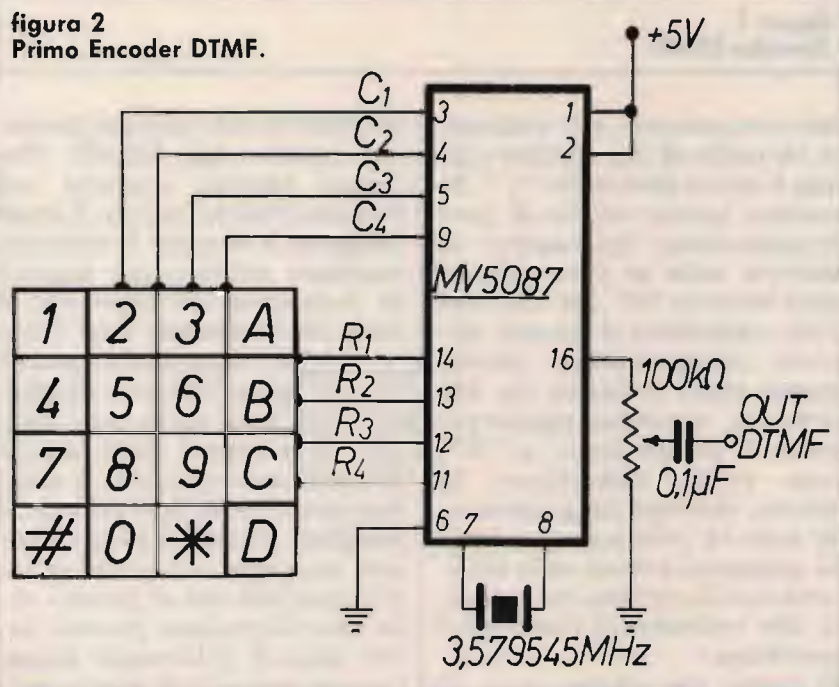 figura 2
Primo Encoder DTMF.
+5V
C1
C2
C3
C4
3
4
5
9
1
2
MV5087
1 2 3 A
4 5 6 B
7 8 9 C
# 0 * D
R1
R2
R3
R4
14
13
12
11
16
100kΩ
OUT
DTMF
0,1µF
6 7 8
3,579545MHz